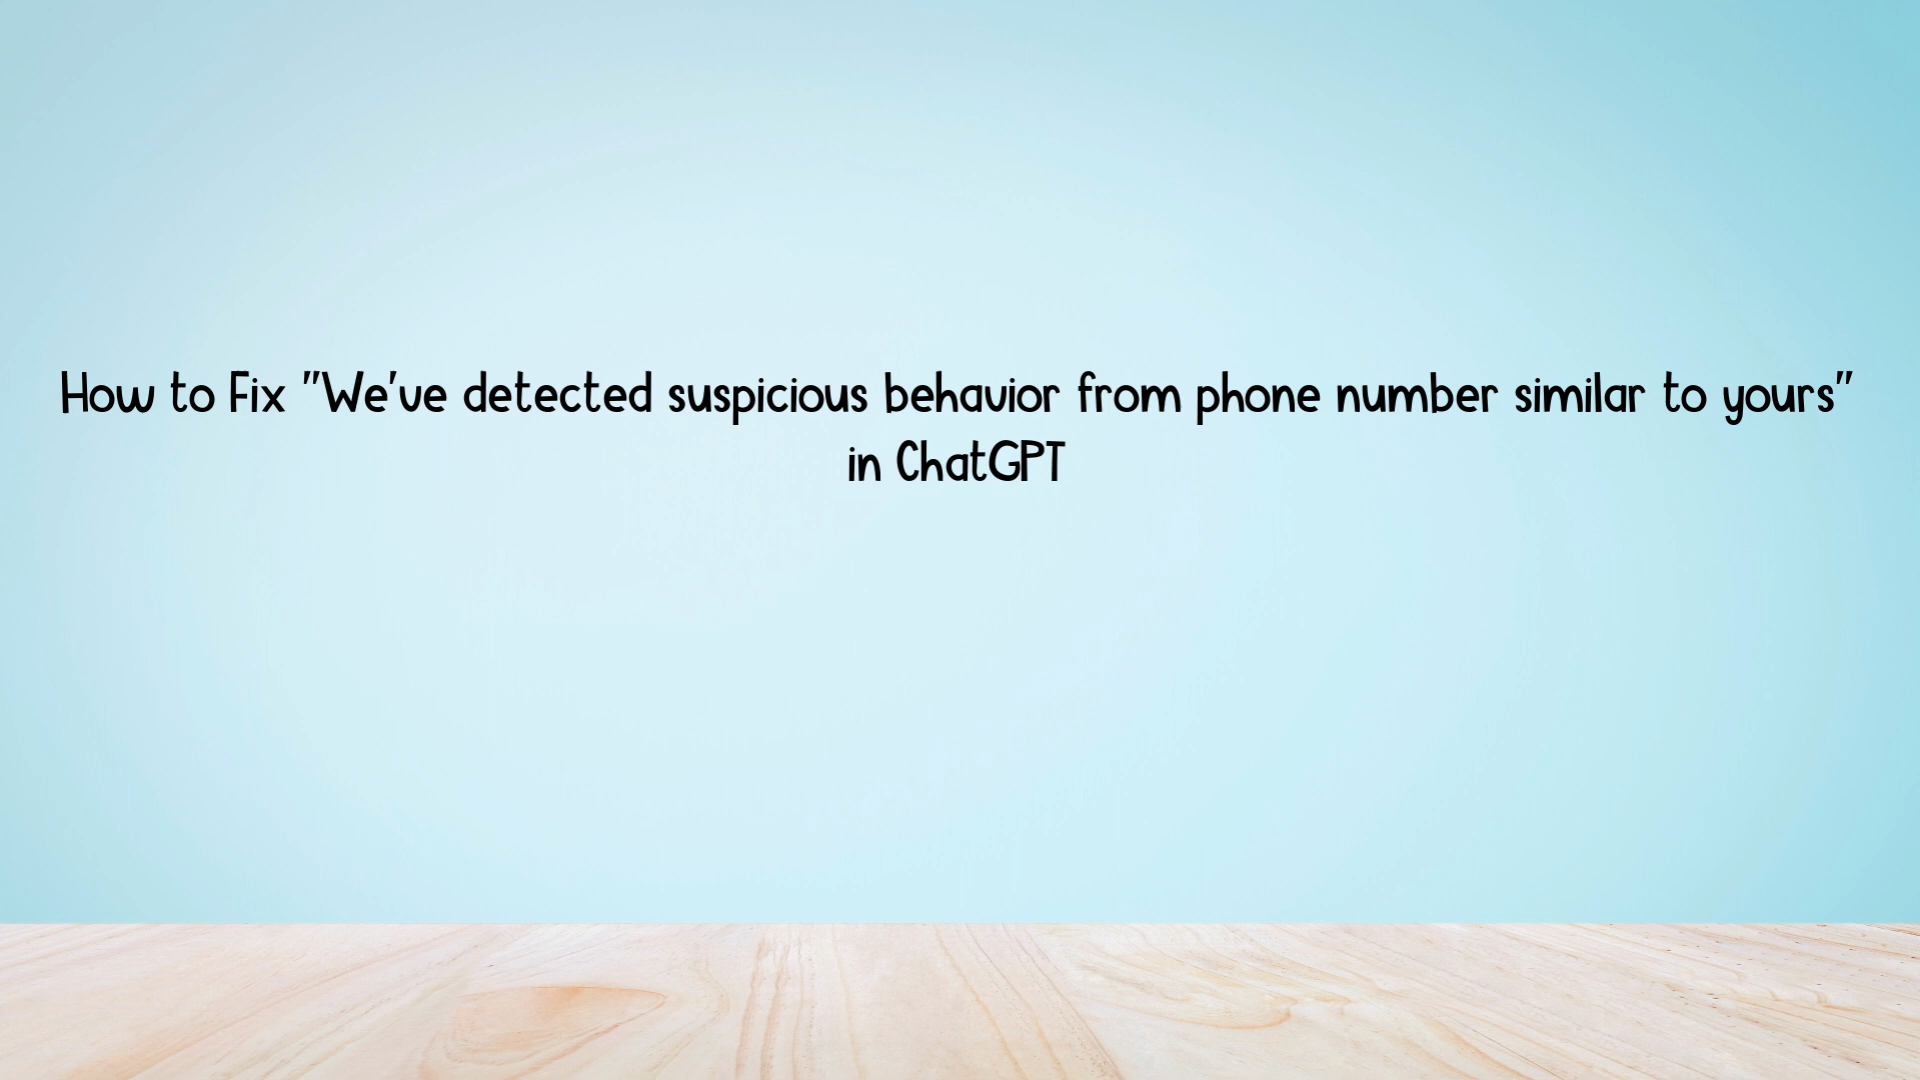 How to Fix "We've detected suspicious behavior from phone number similar to yours"
in ChatGPT